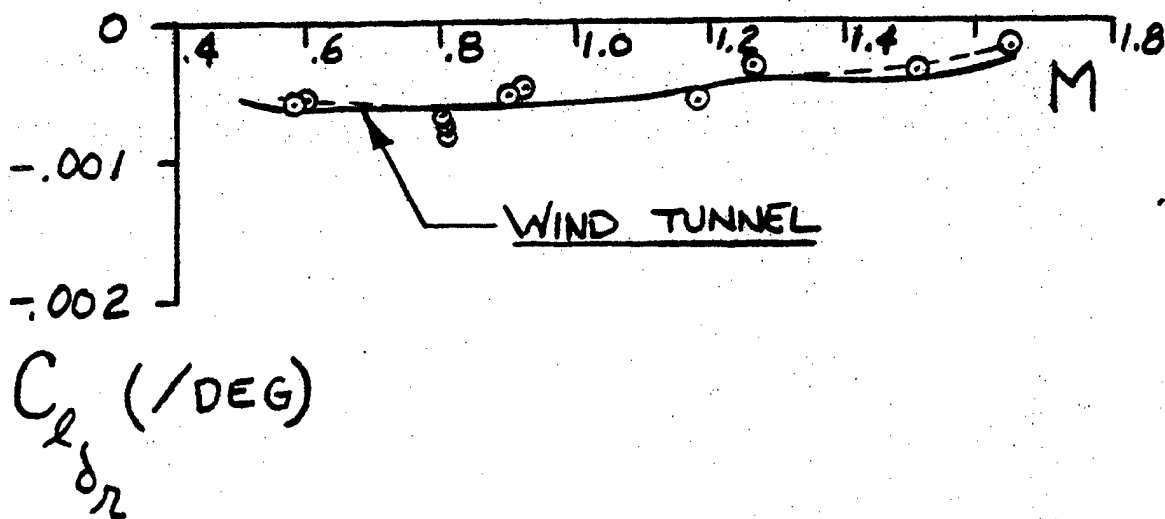 0
.4 .6 .8 1.0 1.2 1.4 1.8
M
-.001
WIND TUNNEL
-.002
C_{l_{δ_r}} (/DEG)